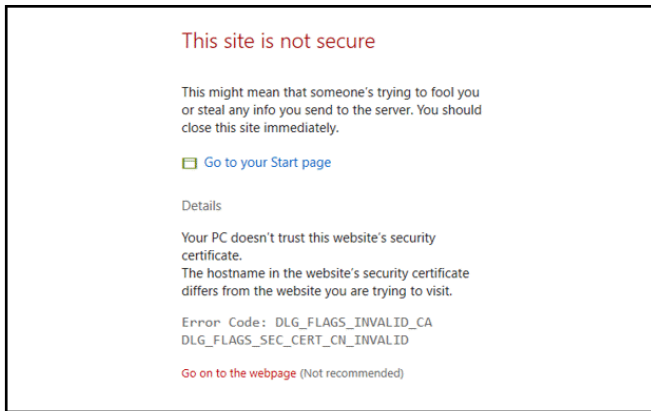 This site is not secure
This might mean that someone's trying to fool you
or steal any info you send to the server. You should
close this site immediately.
Go to your Start page
Details
Your PC doesn't trust this website's security
certificate.
The hostname in the website's security certificate
differs from the website you are trying to visit.
Error Code: DLG_FLAGS_INVALID_CA
DLG_FLAGS_SEC_CERT_CN_INVALID
Go on to the webpage (Not recommended)